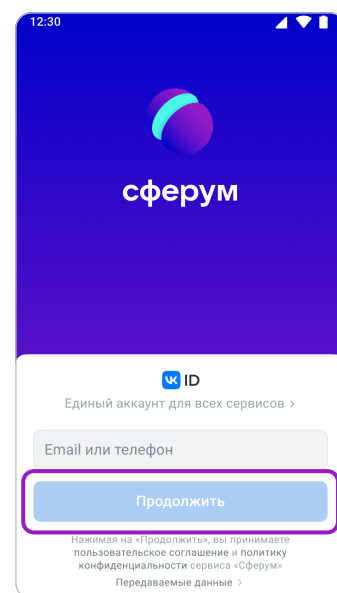 12:30
сферум
VK ID
Единый аккаунт для всех сервисов >
Email или телефон
Продолжить
Нажимая на «Продолжить», вы принимаете
пользовательское соглашение и политику
конфиденциальности сервиса «Сферум»
Передаваемые данные >